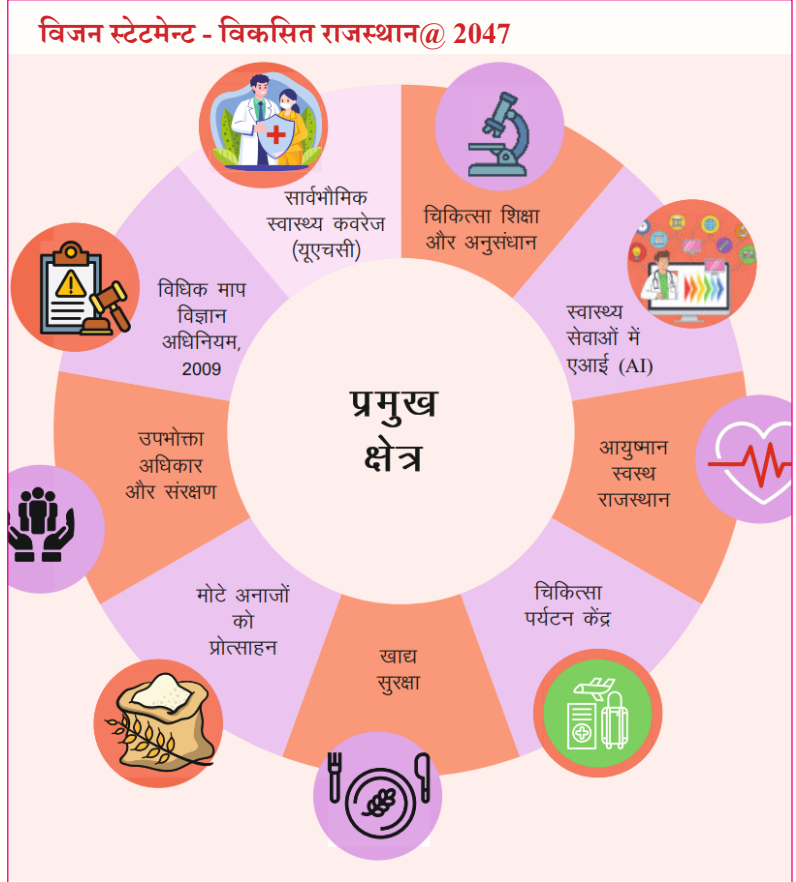 विजन स्टेटमेन्ट - विकसित राजस्थान@ 2047
सार्वभौमिक
स्वास्थ्य कवरेज
(यूएचसी)
चिकित्सा शिक्षा
और अनुसंधान
स्वास्थ्य
सेवाओं में
एआई (AI)
आयुष्मान
स्वस्थ
राजस्थान
चिकित्सा
पर्यटन केंद्र
खाद्य
सुरक्षा
मोटे अनाजों
को
प्रोत्साहन
उपभोक्ता
अधिकार
और संरक्षण
विधिक माप
विज्ञान
अधिनियम,
2009
प्रमुख
क्षेत्र